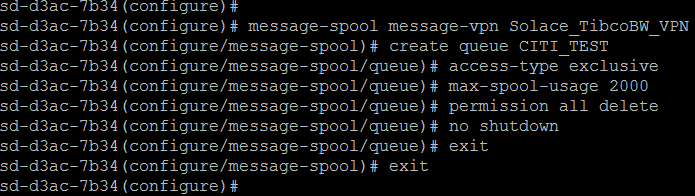 sd-d3ac-7b34(configure)#
sd-d3ac-7b34(configure)# message-spool message-vpn Solace_TibcoBW_VPN
sd-d3ac-7b34(configure/message-spool)# create queue CITI_TEST
sd-d3ac-7b34(configure/message-spool/queue)# access-type exclusive
sd-d3ac-7b34(configure/message-spool/queue)# max-spool-usage 2000
sd-d3ac-7b34(configure/message-spool/queue)# permission all delete
sd-d3ac-7b34(configure/message-spool/queue)# no shutdown
sd-d3ac-7b34(configure/message-spool/queue)# exit
sd-d3ac-7b34(configure/message-spool)# exit
sd-d3ac-7b34(configure)#